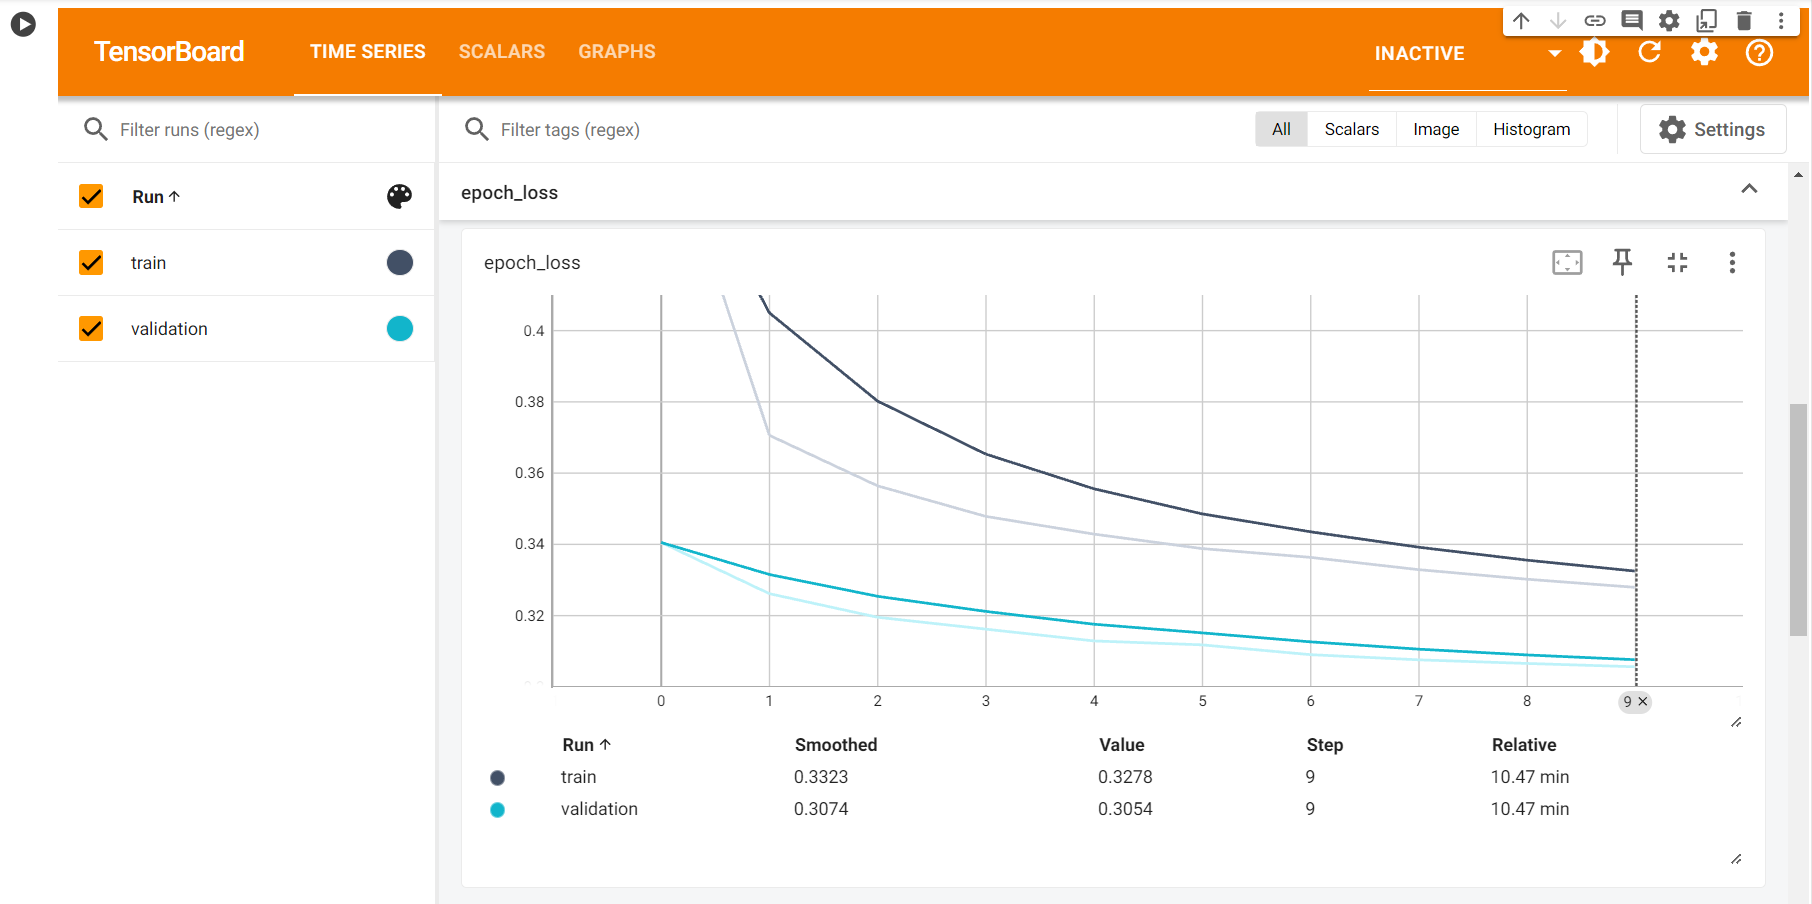 TensorBoard TIME SERIES SCALARS GRAPHS INACTIVE
Filter runs (regex) Filter tags (regex) All Scalars Image Histogram Settings
Run
train
validation
epoch_loss
epoch_loss
0.4
0.38
0.36
0.34
0.32
0 1 2 3 4 5 6 7 8 9
Run Smoothed Value Step Relative
train 0.3323 0.3278 9 10.47 min
validation 0.3074 0.3054 9 10.47 min